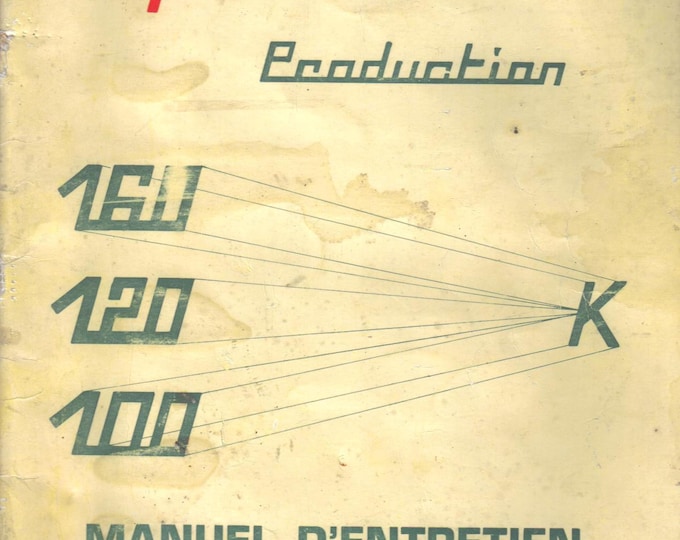 Production
160
120
K
100
MANUEL D'ENTRETIEN